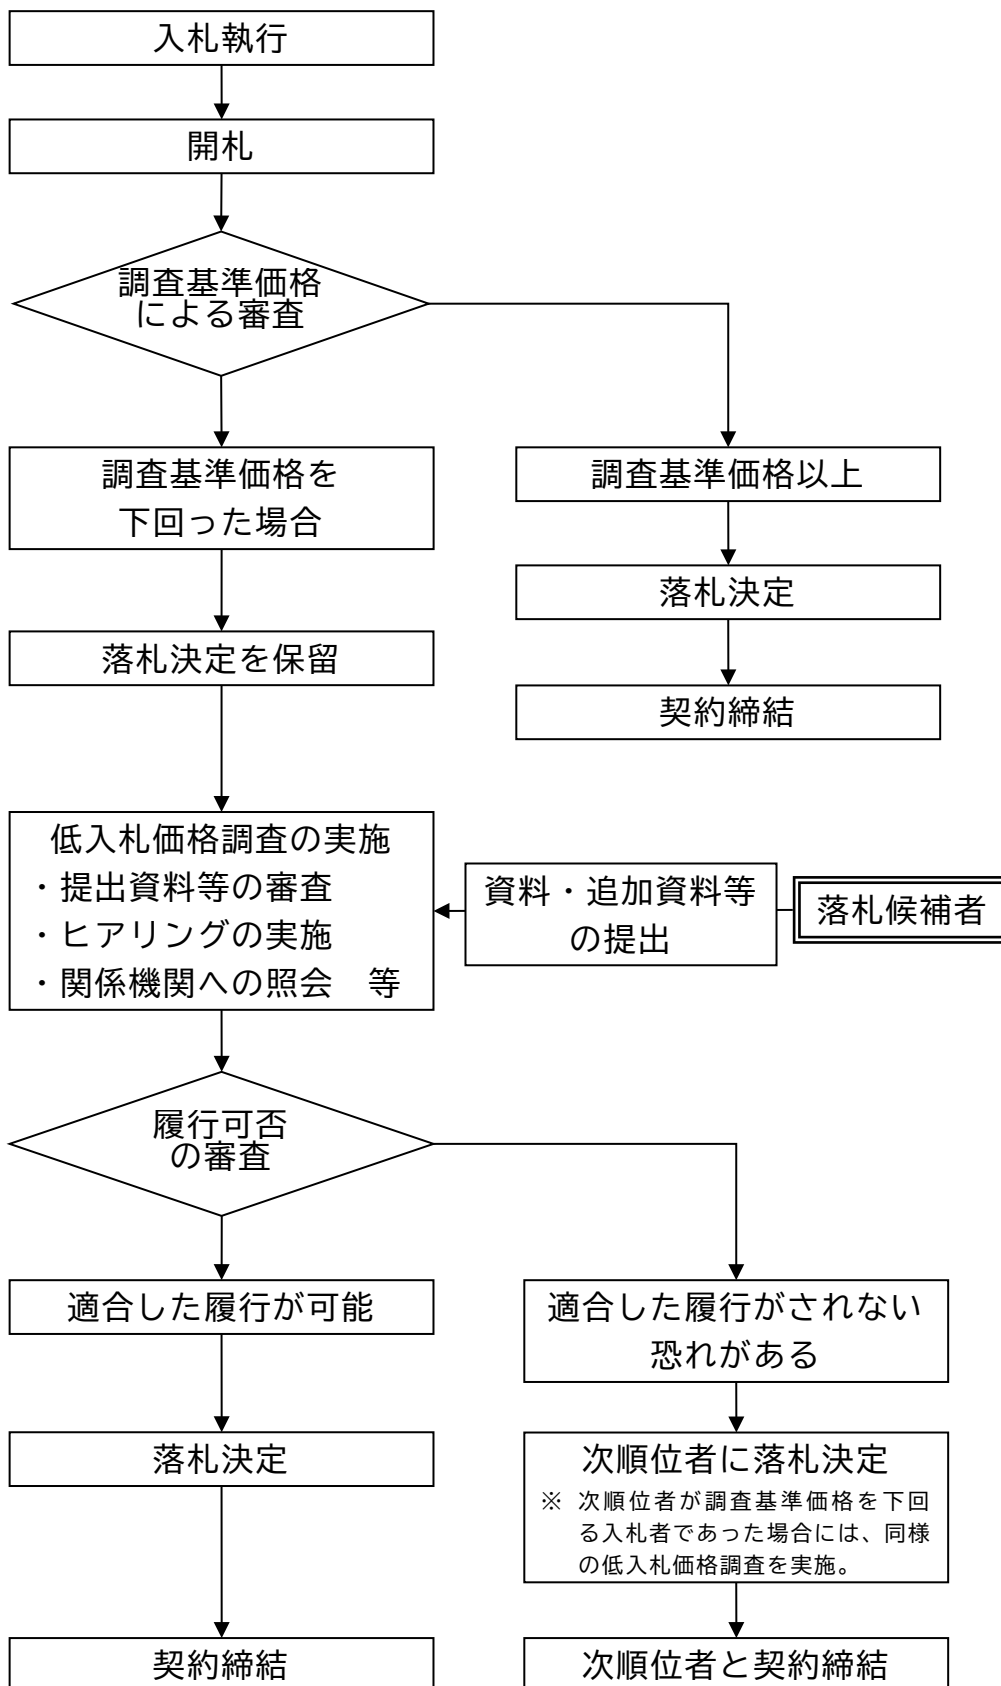 入札執行
開札
調査基準価格
による審査
調査基準価格を
下回った場合
調査基準価格以上
落札決定
契約締結
落札決定を保留
低入札価格調査の実施
・提出資料等の審査
・ヒアリングの実施
・関係機関への照会　等
資料・追加資料等
の提出
落札候補者
履行可否
の審査
適合した履行が可能
適合した履行がされない
恐れがある
落札決定
次順位者に落札決定
※ 次順位者が調査基準価格を下回
る入札者であった場合には、同様
の低入札価格調査を実施。
契約締結
次順位者と契約締結